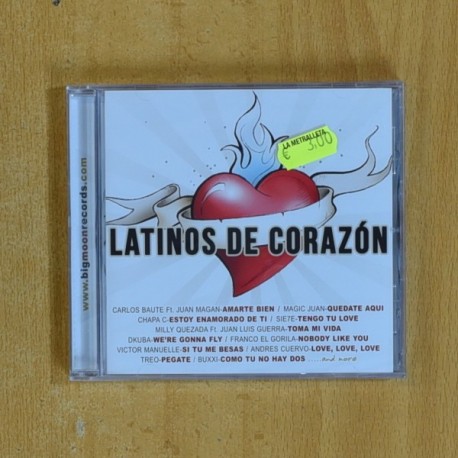 LA METRALLETA
€ 3,00
www.bigmoonrecords.com
LATINOS DE CORAZÓN
CARLOS BAUTE Ft. JUAN MAGAN-AMARTE BIEN / MAGIC JUAN-QUEDATE AQUI
CHAPA C-ESTOY ENAMORADO DE TI / SIE7E-TENGO TU LOVE
MILLY QUEZADA Ft. JUAN LUIS GUERRA-TOMA MI VIDA
DKUBA-WE'RE GONNA FLY / FRANCO EL GORILA-NOBODY LIKE YOU
VICTOR MANUELLE-SI TU ME BESAS / ANDRES CUERVO-LOVE, LOVE, LOVE
TREO-PEGATE / BUXXI-COMO TU NO HAY DOS ......and more